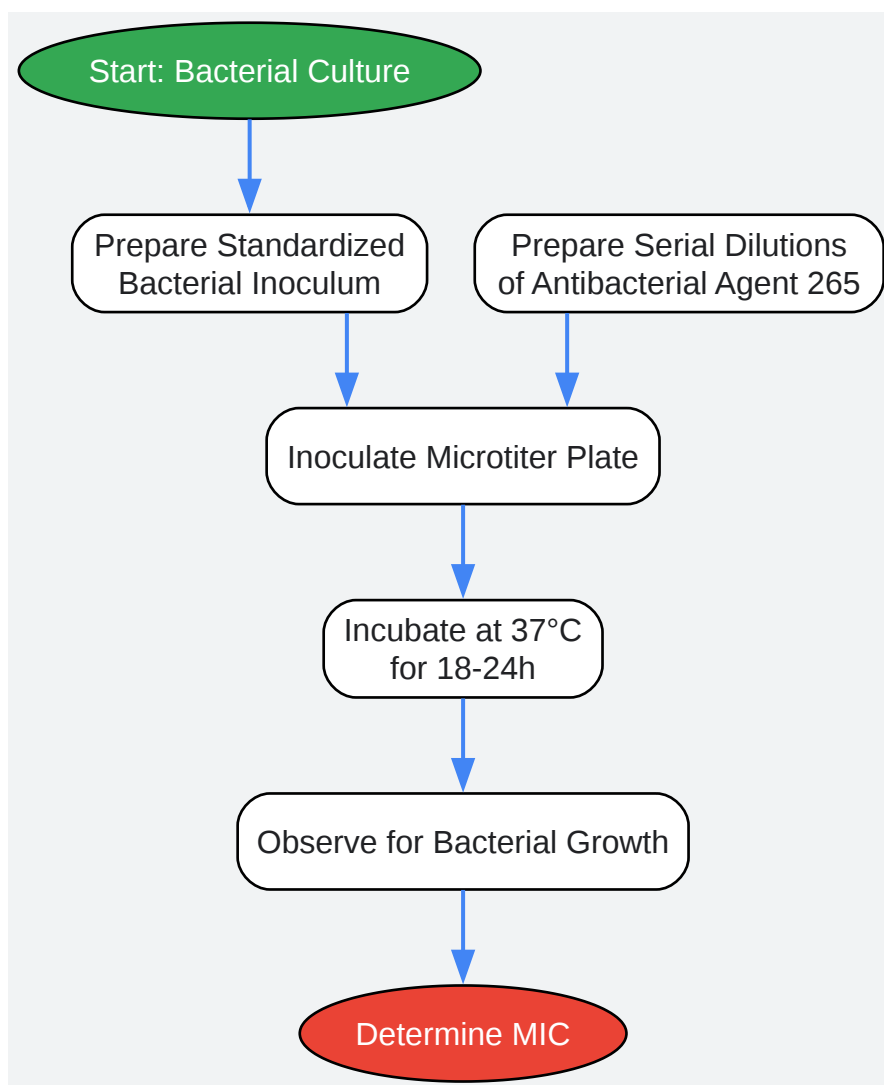 Start: Bacterial Culture
Prepare Standardized
Bacterial Inoculum
Prepare Serial Dilutions
of Antibacterial Agent 265
Inoculate Microtiter Plate
Incubate at 37°C
for 18-24h
Observe for Bacterial Growth
Determine MIC